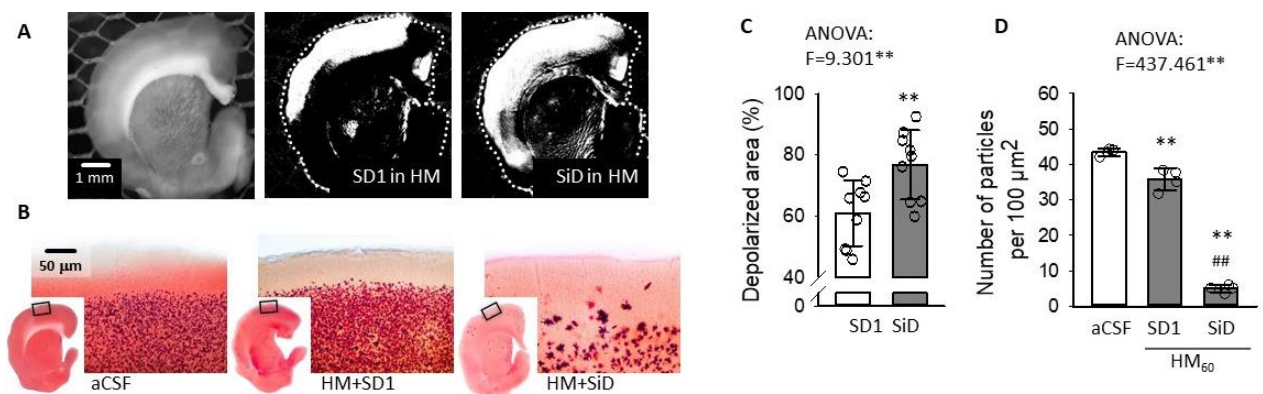 A
1 mm
SD1 in HM
SiD in HM
B
50 µm
aCSF
HM+SD1
HM+SiD
C
ANOVA:
F=9.301**
Depolarized area (%)
100
80
60
40
0
**
SD1 SiD
D
ANOVA:
F=437.461**
Number of particles
per 100 µm²
60
50
40
30
20
10
0
**
**
##
aCSF SD1 SiD
HM₆₀